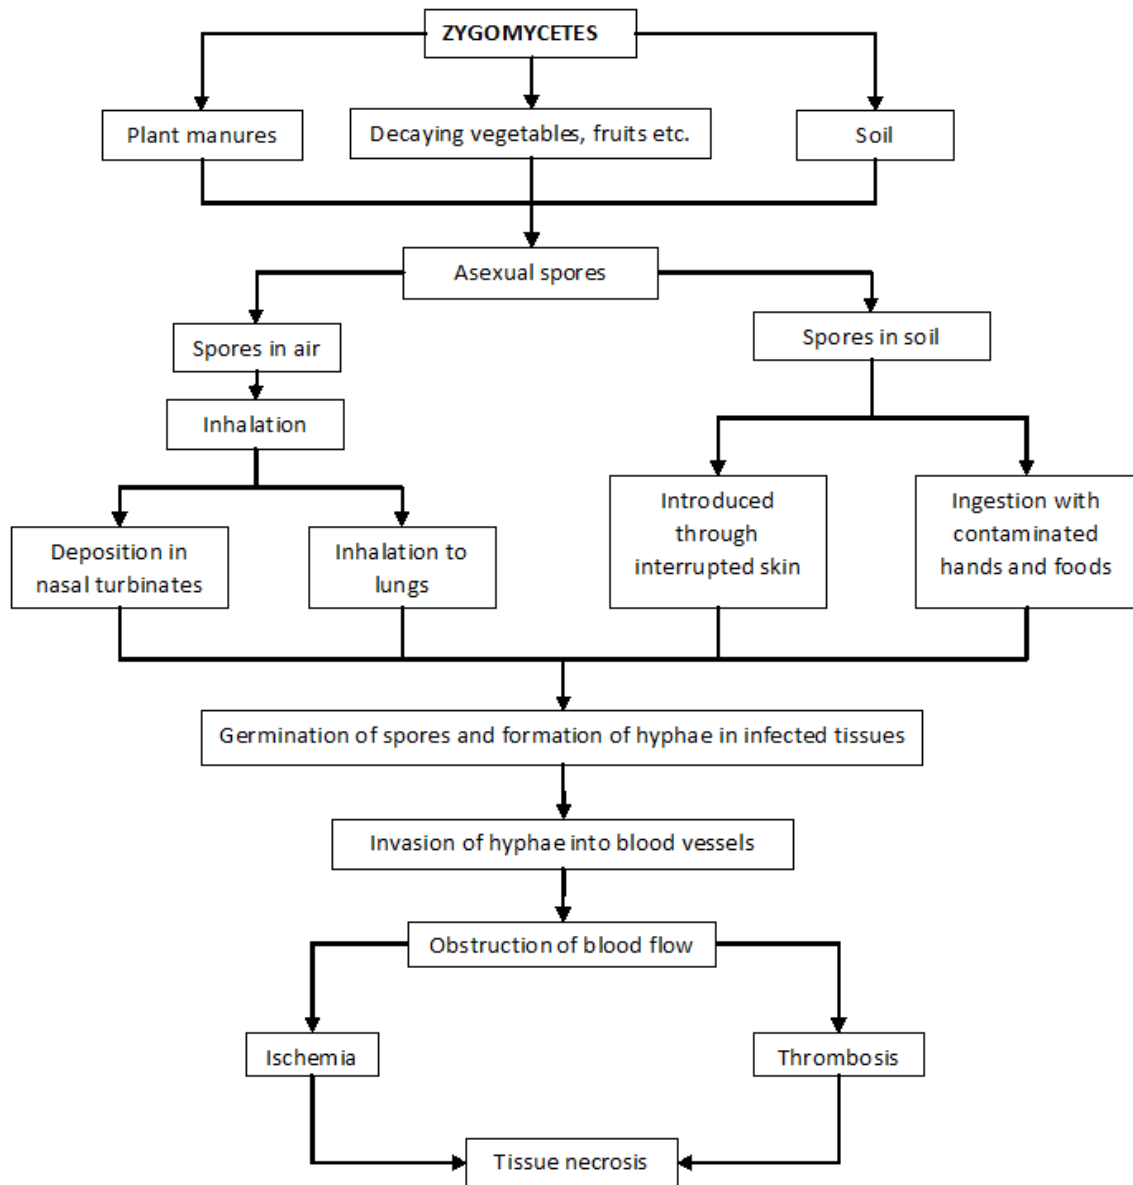 ZYGOMYCETES
Plant manures
Decaying vegetables, fruits etc.
Soil
Asexual spores
Spores in air
Spores in soil
Inhalation
Deposition in
nasal turbinates
Inhalation to
lungs
Introduced
through
interrupted skin
Ingestion with
contaminated
hands and foods
Germination of spores and formation of hyphae in infected tissues
Invasion of hyphae into blood vessels
Obstruction of blood flow
Ischemia
Thrombosis
Tissue necrosis